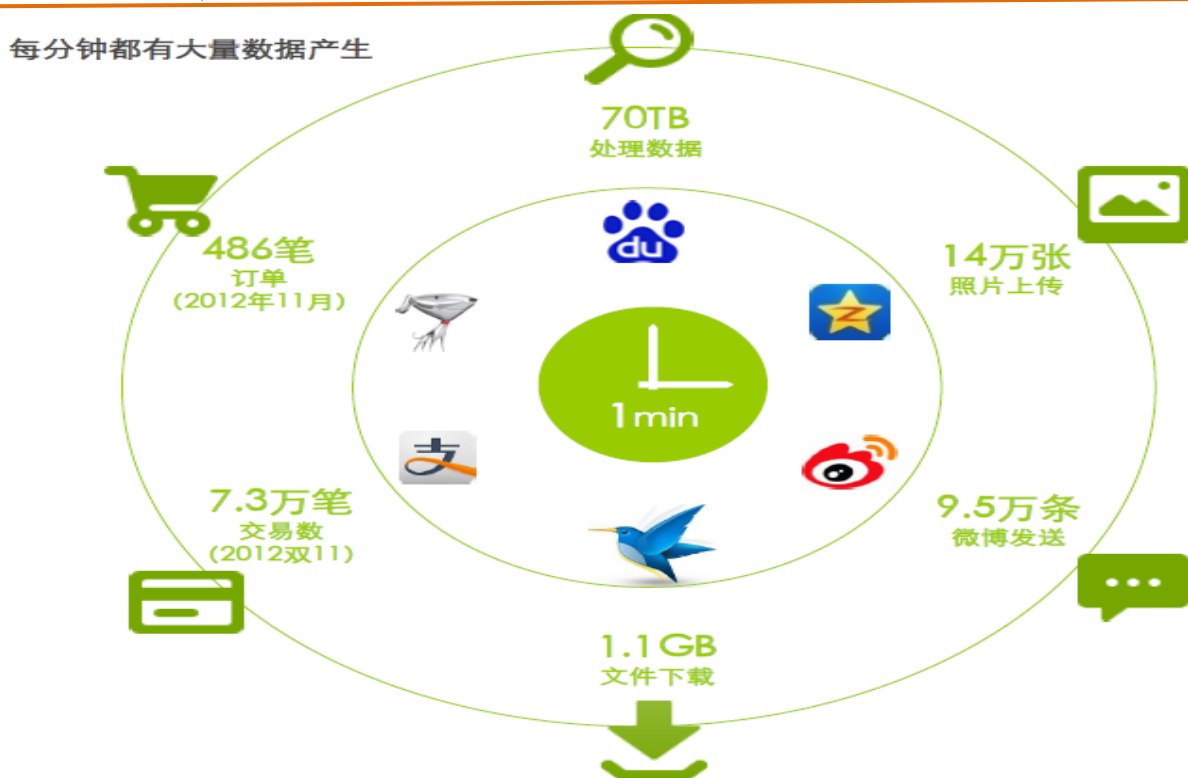 每分钟都有大量数据产生
70TB
处理数据
486笔
订单
(2012年11月)
14万张
照片上传
du
Z
1min
支
7.3万笔
交易数
(2012双11)
9.5万条
微博发送
1.1GB
文件下载